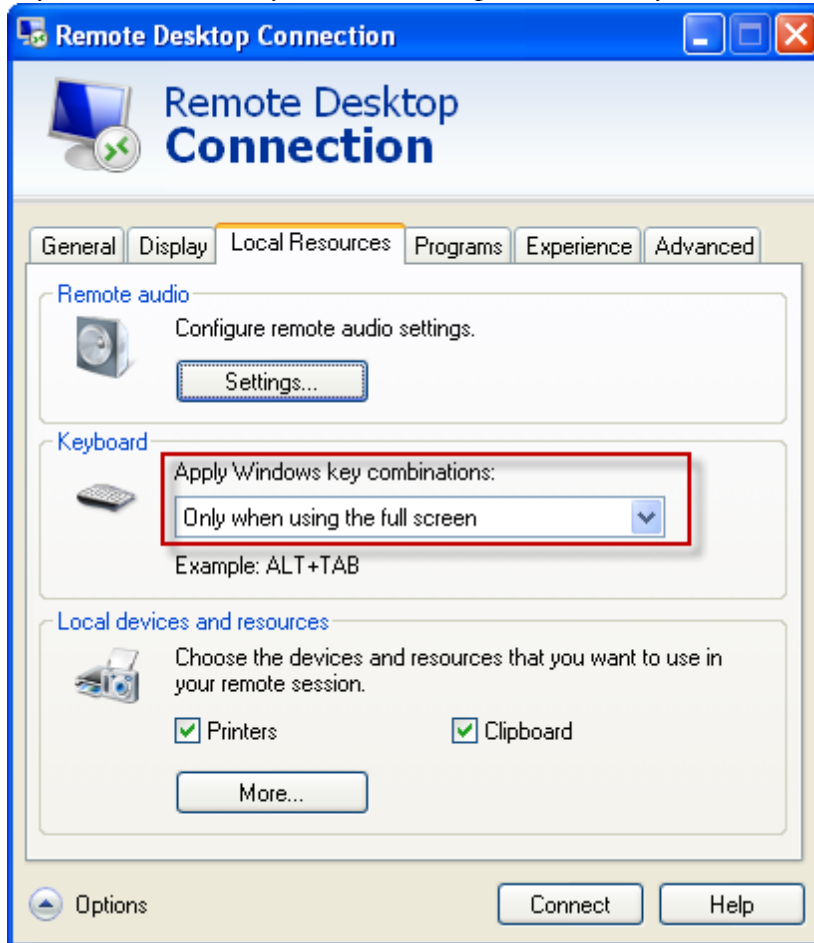 Remote Desktop Connection
Remote Desktop
Connection
General Display Local Resources Programs Experience Advanced
Remote audio
Configure remote audio settings.
Settings...
Keyboard
Apply Windows key combinations:
Only when using the full screen
Example: ALT+TAB
Local devices and resources
Choose the devices and resources that you want to use in
your remote session.
Printers Clipboard
More...
Options Connect Help